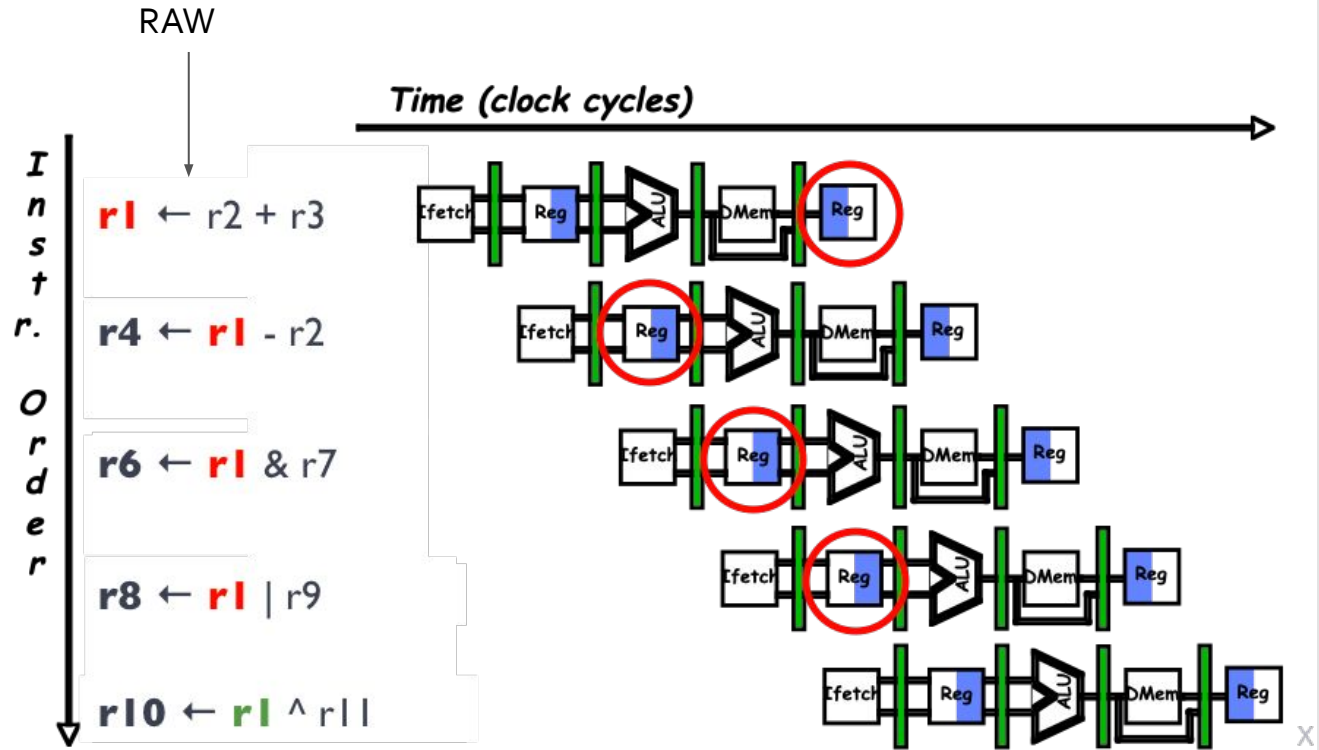 RAW
Time (clock cycles)
Instr. Order
r1 ← r2 + r3
Ifetch Reg ALU DMem Reg
r4 ← r1 - r2
Ifetch Reg ALU DMem Reg
r6 ← r1 & r7
Ifetch Reg ALU DMem Reg
r8 ← r1 | r9
Ifetch Reg ALU DMem Reg
r10 ← r1 ^ r11
Ifetch Reg ALU DMem Reg
X